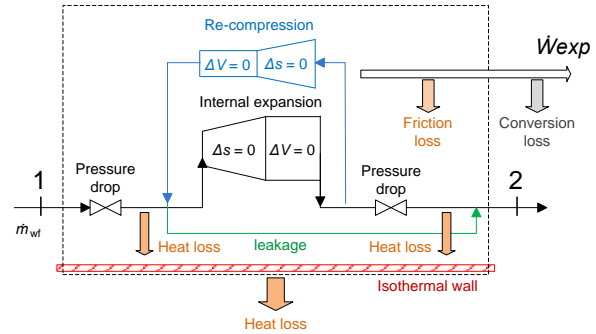 Re-compression
Ẇexp
ΔV = 0
Δs = 0
Internal expansion
Friction
loss
Conversion
loss
Δs = 0
ΔV = 0
Pressure
drop
Pressure
drop
1
2
ṁwf
Heat loss
leakage
Heat loss
Isothermal wall
Heat loss